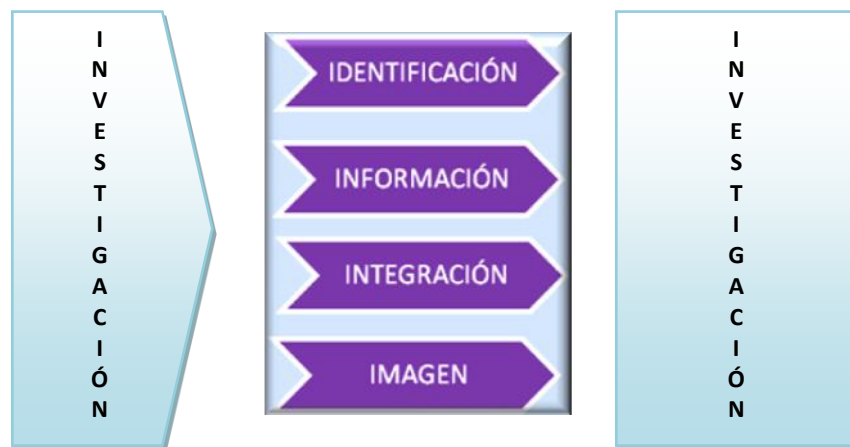 I
N
V
E
S
T
I
G
A
C
I
Ó
N
IDENTIFICACIÓN
INFORMACIÓN
INTEGRACIÓN
IMAGEN
I
N
V
E
S
T
I
G
A
C
I
Ó
N